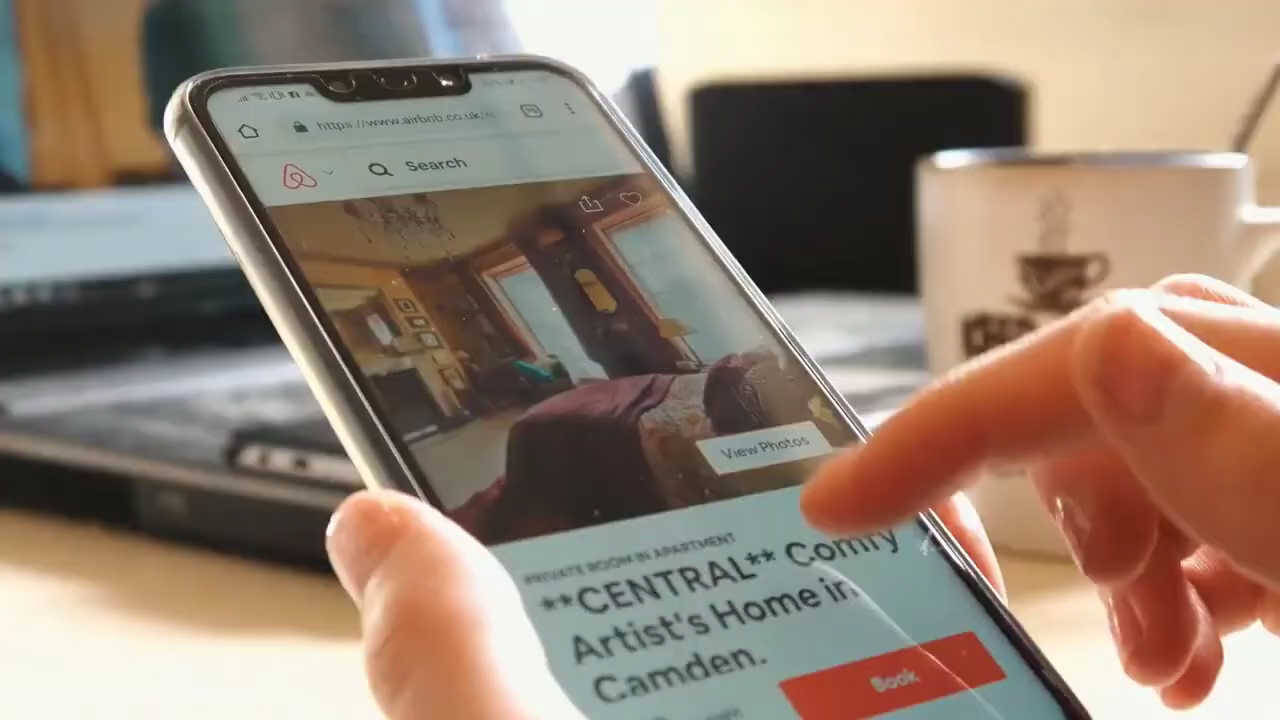 https://www.airbnb.co.uk/
Search
View Photos
PRIVATE ROOM IN APARTMENT
**CENTRAL** Comfy
Artist's Home in
Camden.
Book